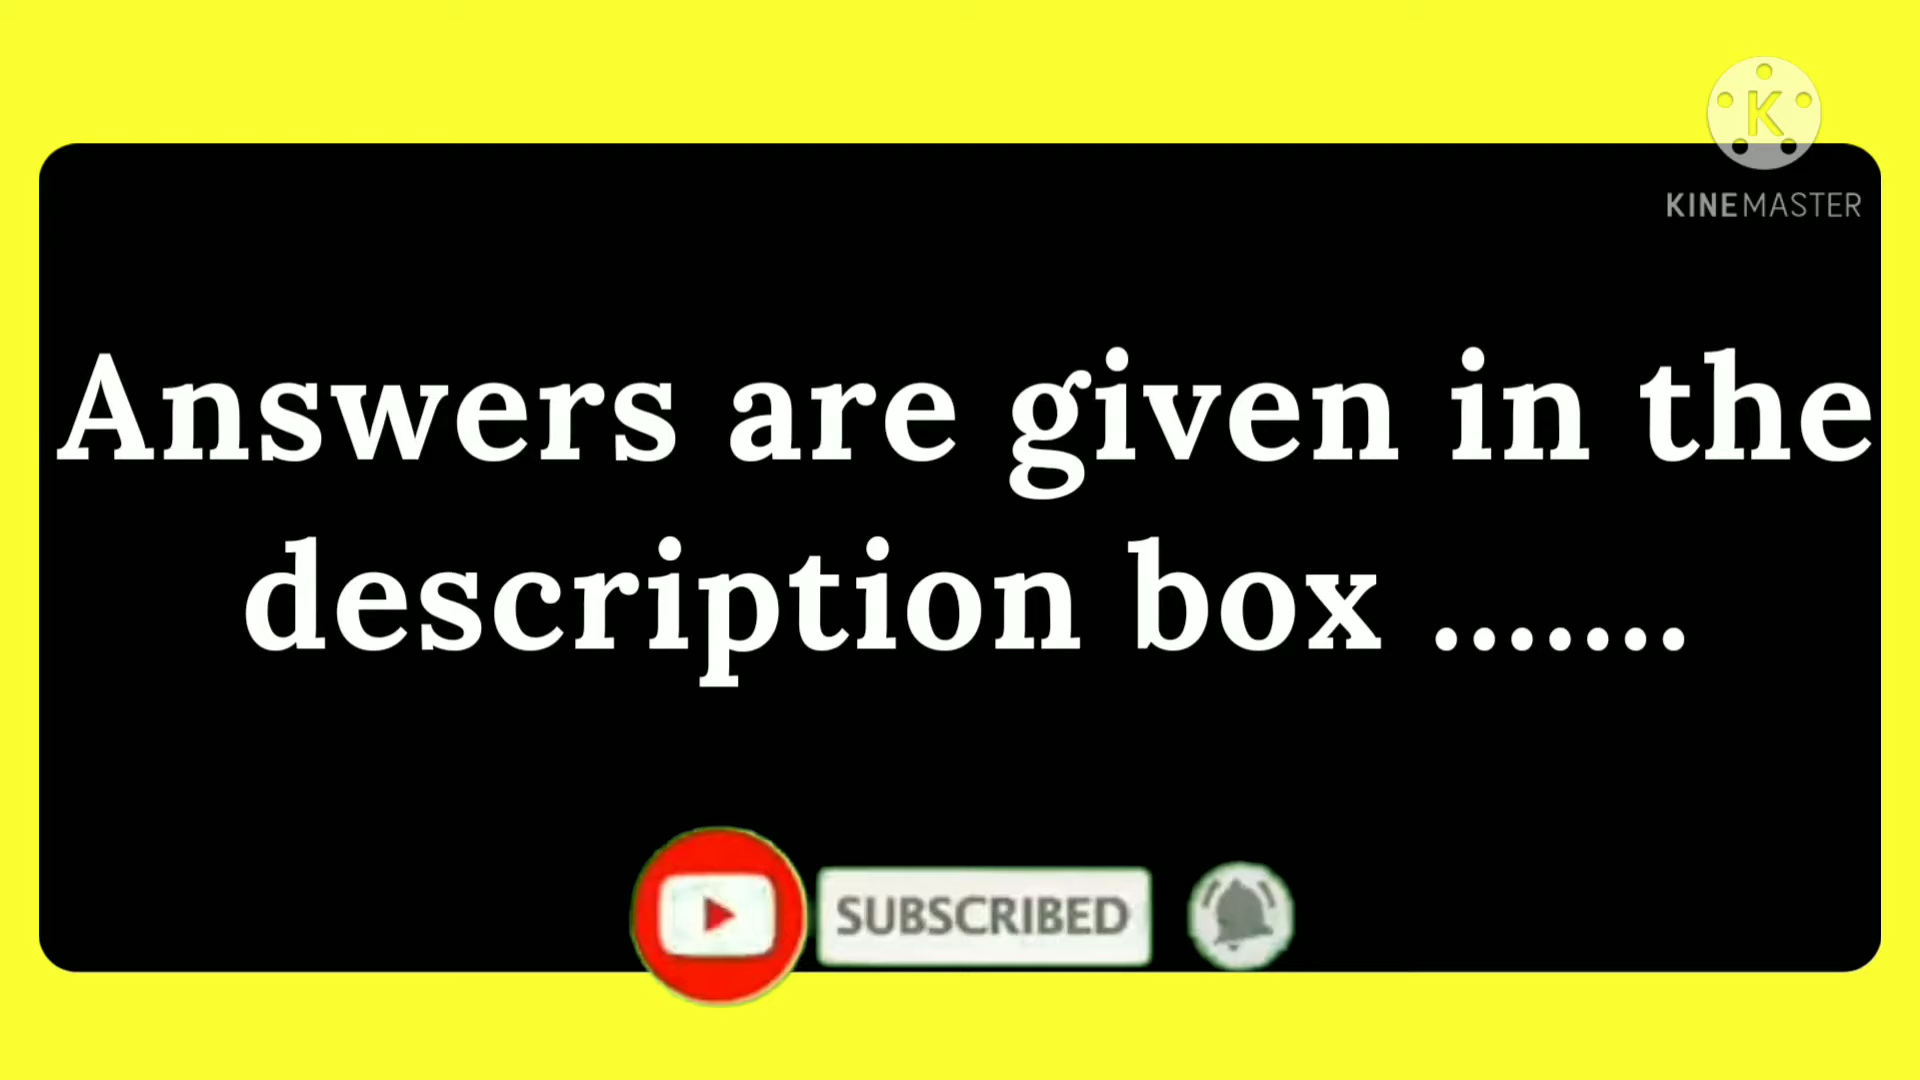 K
KINEMASTER
Answers are given in the
description box .......
SUBSCRIBED